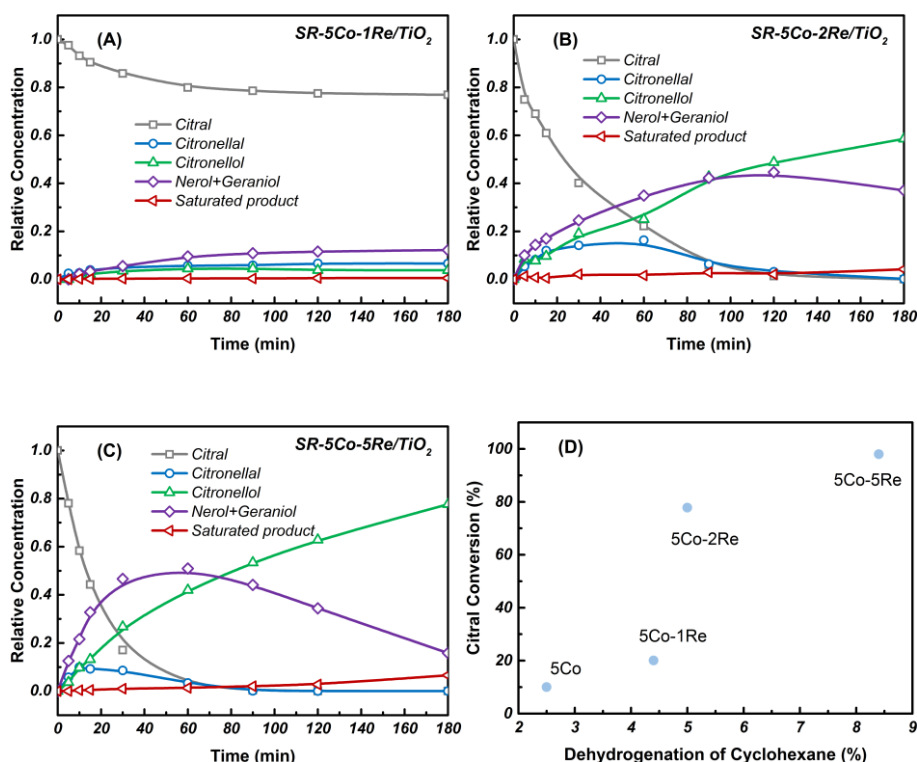 (A)
SR-5Co-1Re/TiO₂
Citral
Citronellal
Citronellol
Nerol+Geraniol
Saturated product
Relative Concentration
1.0
0.8
0.6
0.4
0.2
0.0
0 20 40 60 80 100 120 140 160 180
Time (min)
(B)
SR-5Co-2Re/TiO₂
Citral
Citronellal
Citronellol
Nerol+Geraniol
Saturated product
Relative Concentration
1.0
0.8
0.6
0.4
0.2
0.0
0 20 40 60 80 100 120 140 160 180
Time (min)
(C)
SR-5Co-5Re/TiO₂
Citral
Citronellal
Citronellol
Nerol+Geraniol
Saturated product
Relative Concentration
1.0
0.8
0.6
0.4
0.2
0.0
0 20 40 60 80 100 120 140 160 180
Time (min)
(D)
5Co-5Re
5Co-2Re
5Co-1Re
5Co
Citral Conversion (%)
100
80
60
40
20
0
2 3 4 5 6 7 8 9
Dehydrogenation of Cyclohexane (%)